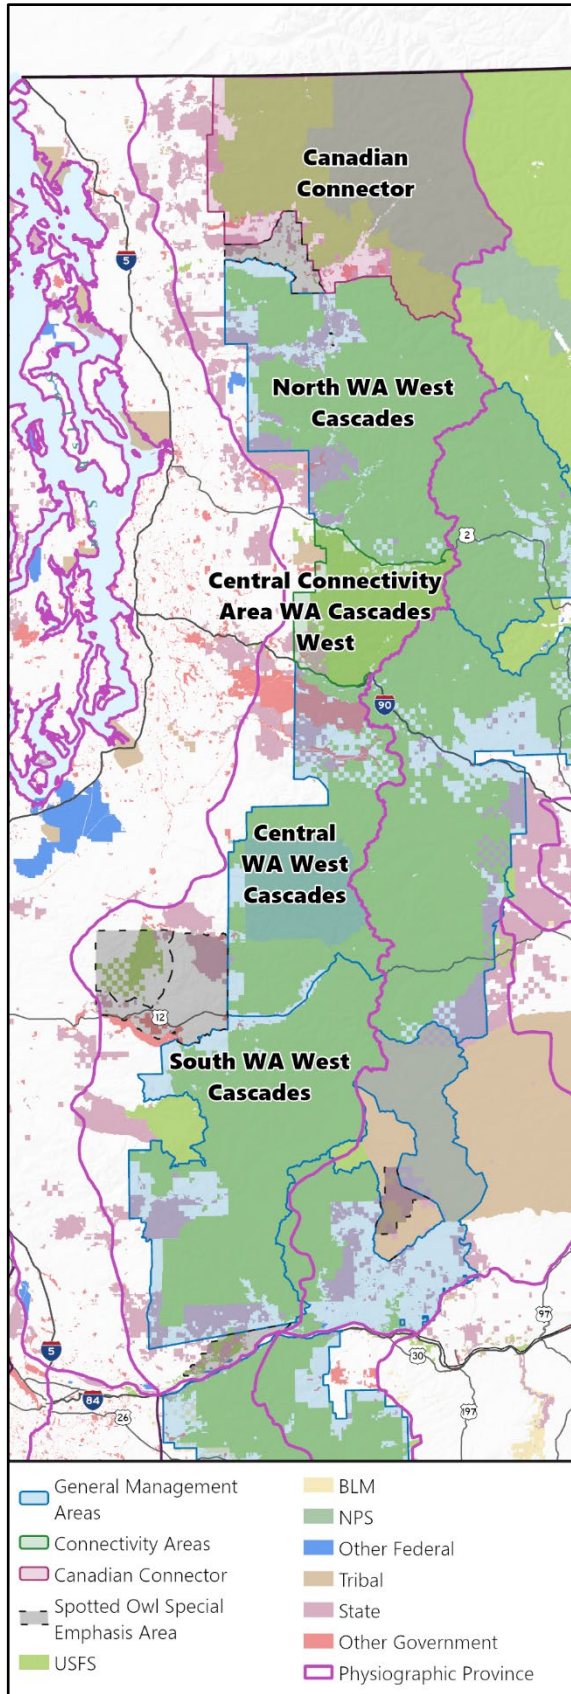 Canadian
Connector
5
North WA West
Cascades
2
Central Connectivity
Area WA Cascades
West
90
Central
WA West
Cascades
12
South WA West
Cascades
97
5
30
84
26
197
General Management
Areas
Connectivity Areas
Canadian Connector
Spotted Owl Special
Emphasis Area
USFS
BLM
NPS
Other Federal
Tribal
State
Other Government
Physiographic Province